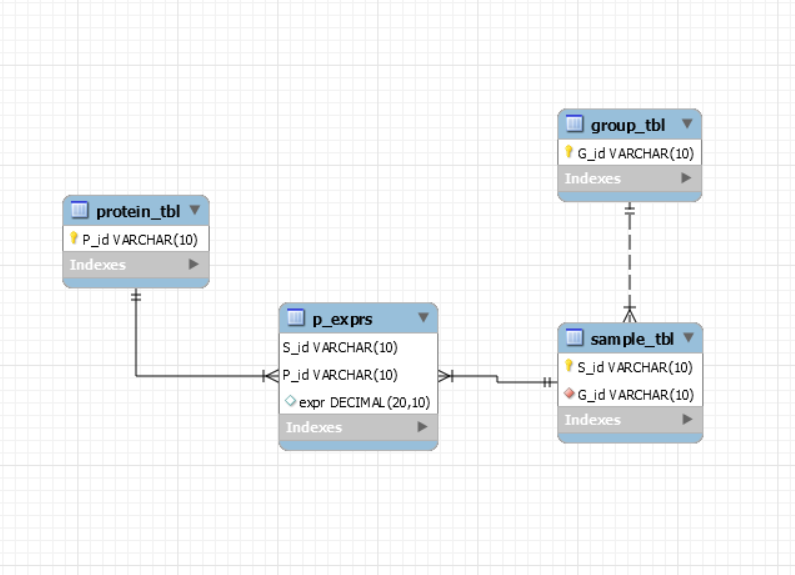 group_tbl
G_id VARCHAR(10)
Indexes
protein_tbl
P_id VARCHAR(10)
Indexes
p_exprs
S_id VARCHAR(10)
P_id VARCHAR(10)
expr DECIMAL(20,10)
Indexes
sample_tbl
S_id VARCHAR(10)
G_id VARCHAR(10)
Indexes